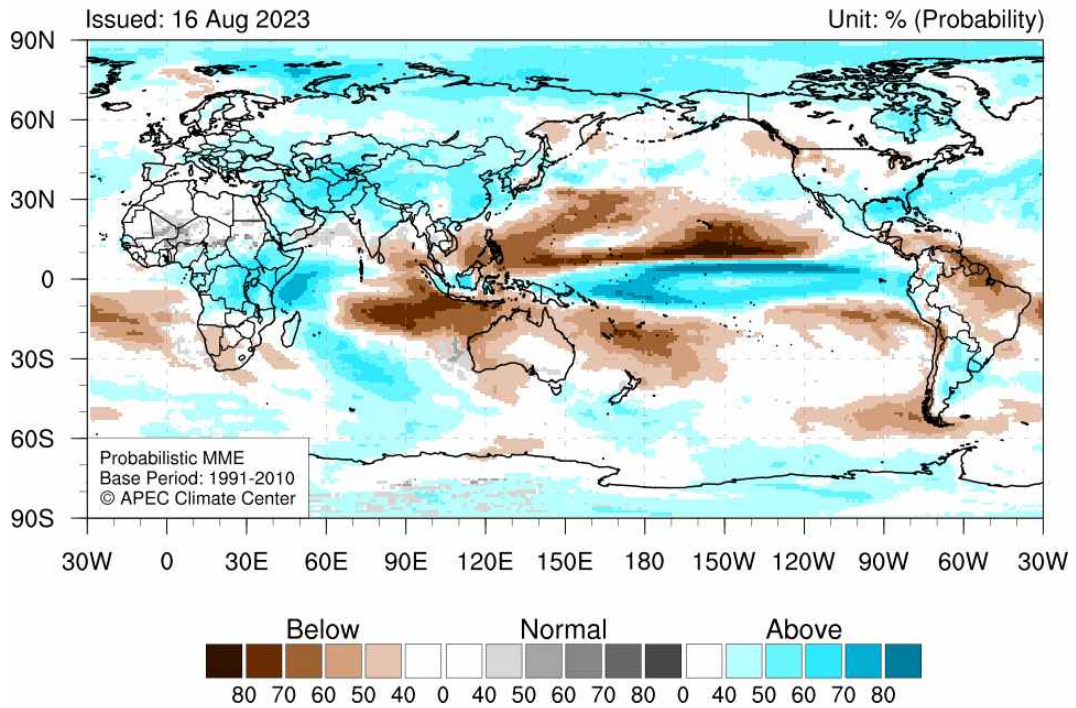 Issued: 16 Aug 2023 Unit: % (Probability)
90N
60N
30N
0
30S
60S
90S
Probabilistic MME
Base Period: 1991-2010
© APEC Climate Center
30W 0 30E 60E 90E 120E 150E 180 150W 120W 90W 60W 30W
Below Normal Above
80 70 60 50 40 0 40 50 60 70 80 0 40 50 60 70 80